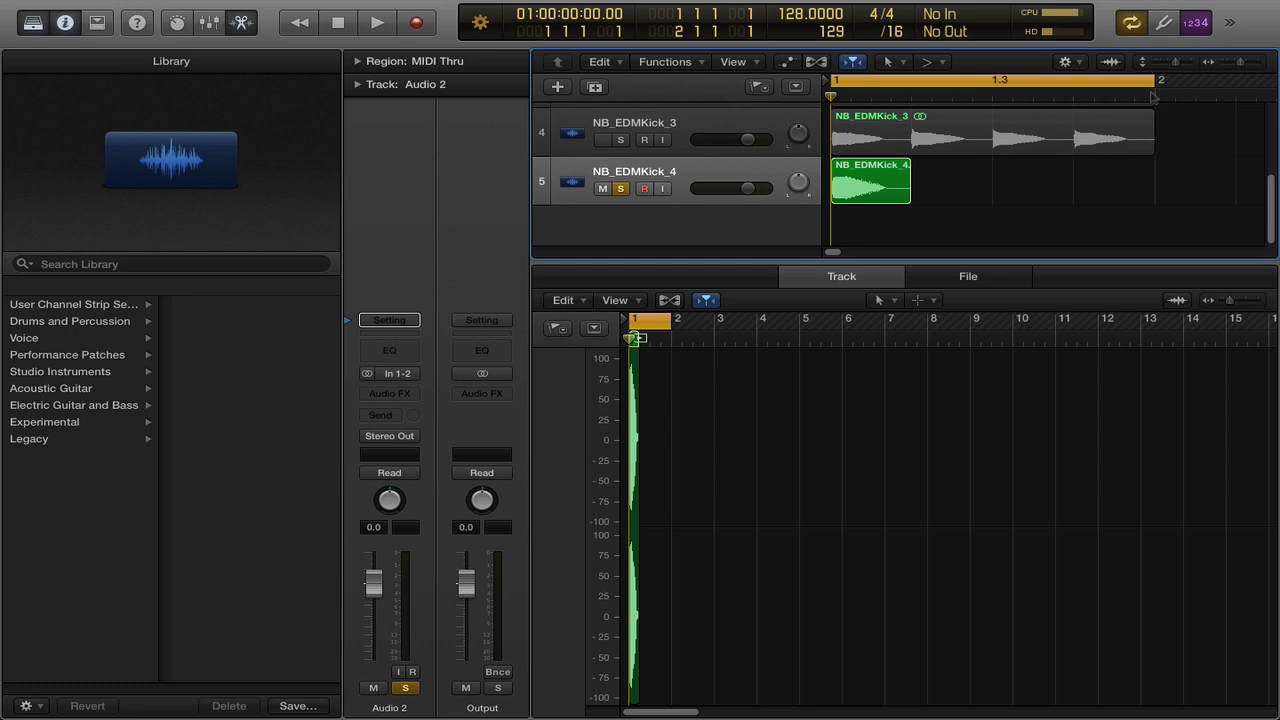 01:00:00:00.00
1 1 1 1
0001 1 1 001
0002 1 1 001
128.0000
129
4/4
/16
No In
No Out
CPU
HD
1234
Library
Search Library
User Channel Strip Se...
Drums and Percussion
Voice
Performance Patches
Studio Instruments
Acoustic Guitar
Electric Guitar and Bass
Experimental
Legacy
Revert
Delete
Save...
Region: MIDI Thru
Track: Audio 2
Setting Setting
EQ EQ
In 1-2
Audio FX Audio FX
Send
Stereo Out
Read Read
0.0 0.0
I R
Bnce
M S M S
Audio 2 Output
Edit Functions View
1 1.3 2
4 NB_EDMKick_3
S R I
L R
NB_EDMKick_3
5 NB_EDMKick_4
M S R I
L R
NB_EDMKick_4.
Track File
Edit View
1 2 3 4 5 6 7 8 9 10 11 12 13 14 15
100
75
50
25
0
- 25
- 50
- 75
-100
100
75
50
25
0
- 25
- 50
- 75
-100